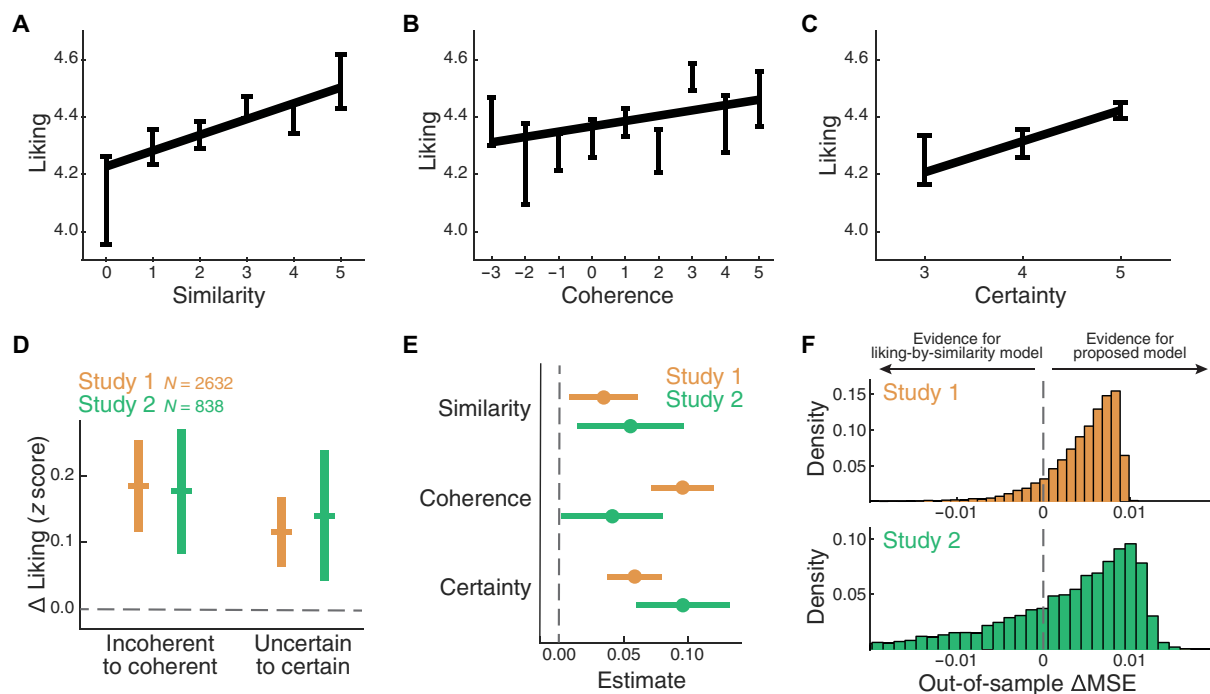 A
Liking
4.6
4.4
4.2
4.0
0 1 2 3 4 5
Similarity
B
Liking
4.6
4.4
4.2
4.0
−3 −2 −1 0 1 2 3 4 5
Coherence
C
Liking
4.6
4.4
4.2
4.0
3 4 5
Certainty
D
Study 1 N = 2632
Study 2 N = 838
Δ Liking (z score)
0.2
0.1
0.0
Incoherent
to coherent
Uncertain
to certain
E
Study 1
Study 2
Similarity
Coherence
Certainty
0.00 0.05 0.10
Estimate
F
Evidence for
liking-by-similarity model
Evidence for
proposed model
Study 1
Density
0.15
0.10
0.05
−0.01 0 0.01
Study 2
Density
0.10
0.05
−0.01 0 0.01
Out-of-sample ΔMSE